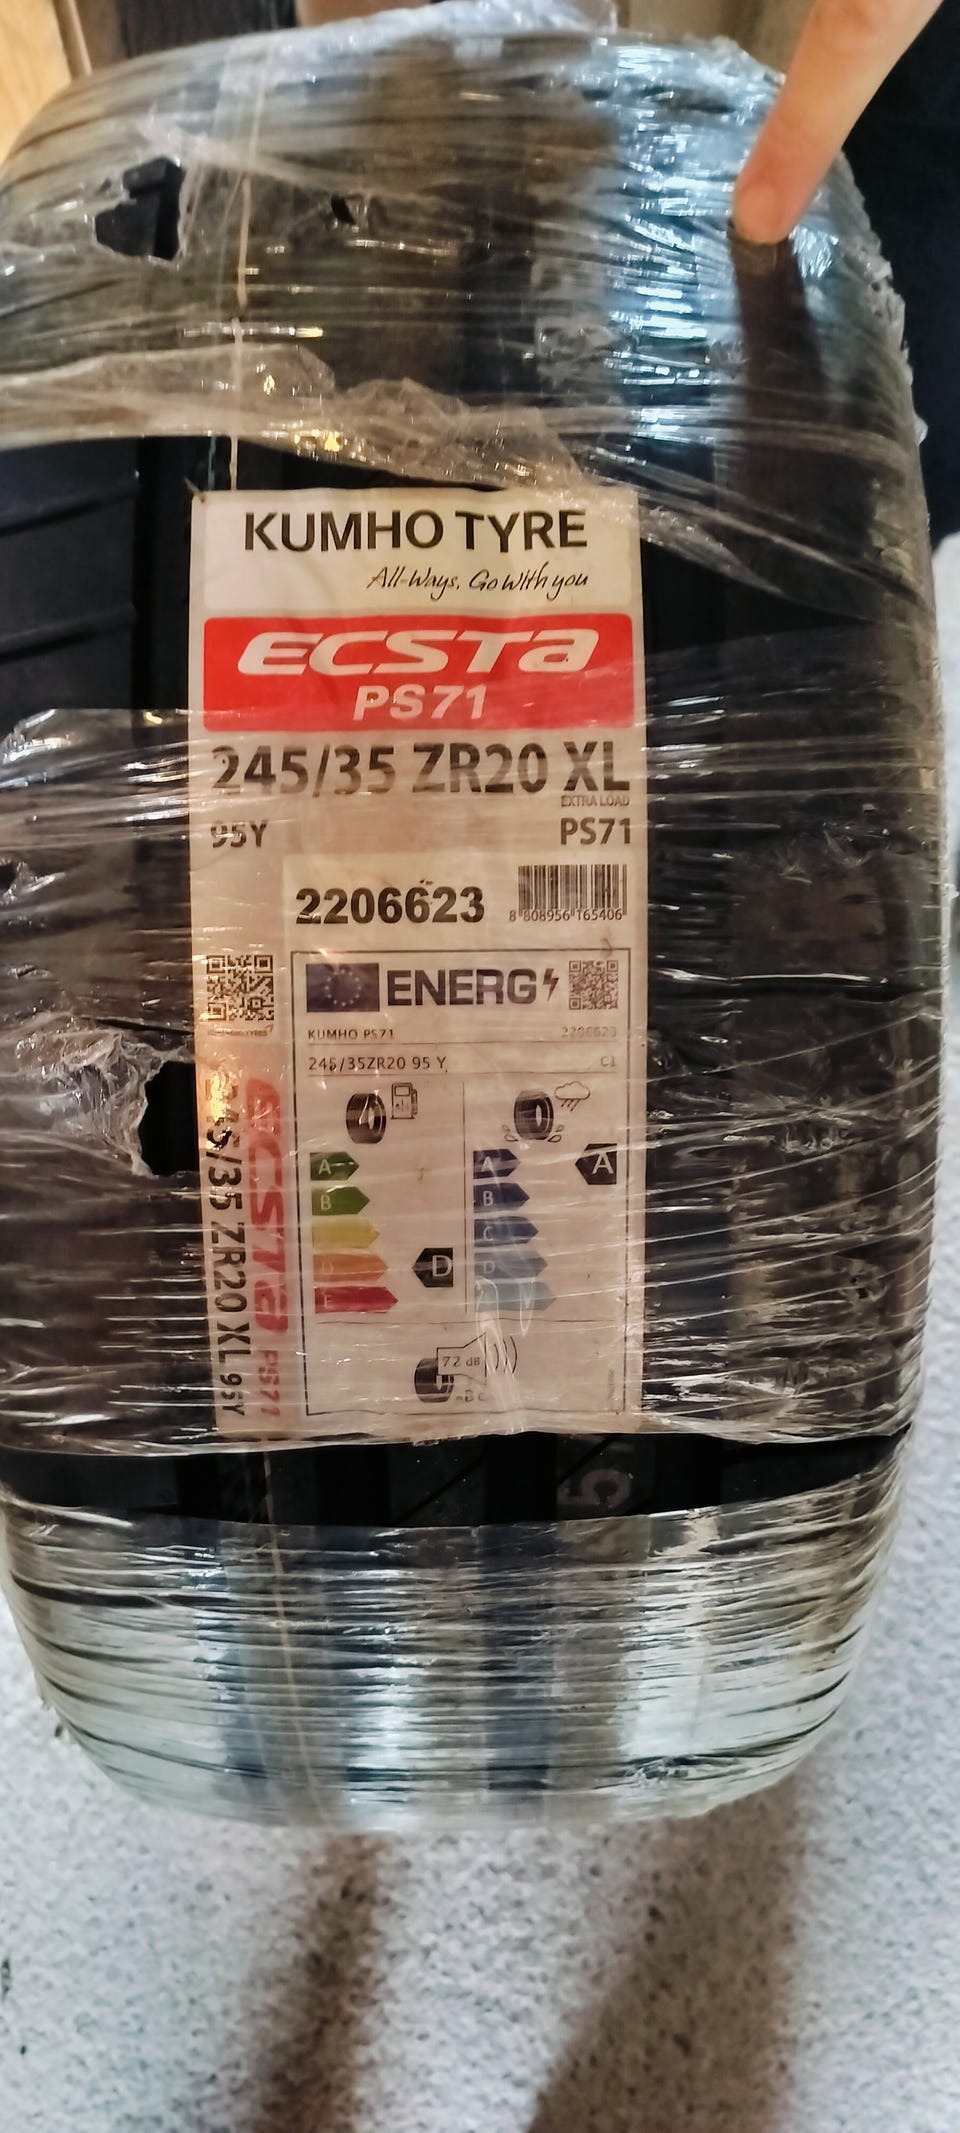 KUMHO TYRE
All-Ways, Go with you
ECSTA
PS71
245/35 ZR20 XL
EXTRA LOAD
95Y
PS71
2206623
8 808956 165406
ENERG
KUMHO PS71
2206623
245/35ZR20 95 Y
C1
A
A
A
B
B
C
D
D
D
E
72 dB
245/35 ZR20 XL 95Y
ECSTA PS71
5